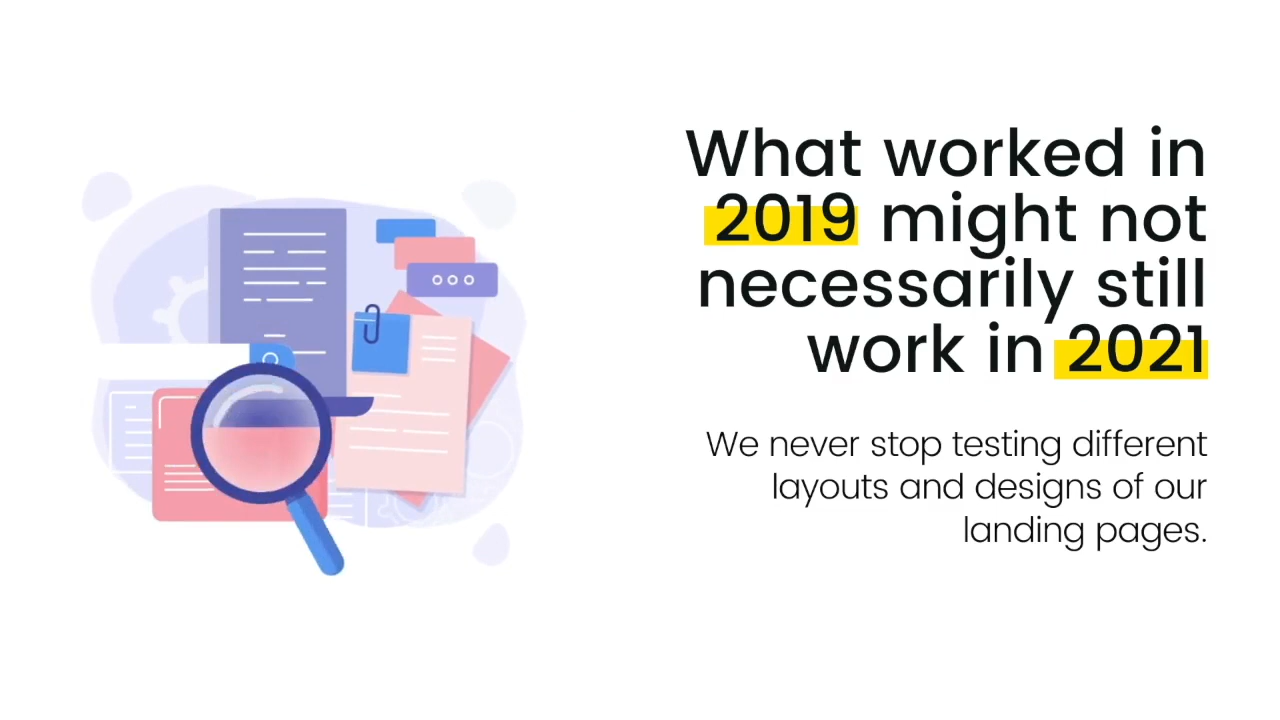 What worked in
2019 might not
necessarily still
work in 2021
We never stop testing different
layouts and designs of our
landing pages.